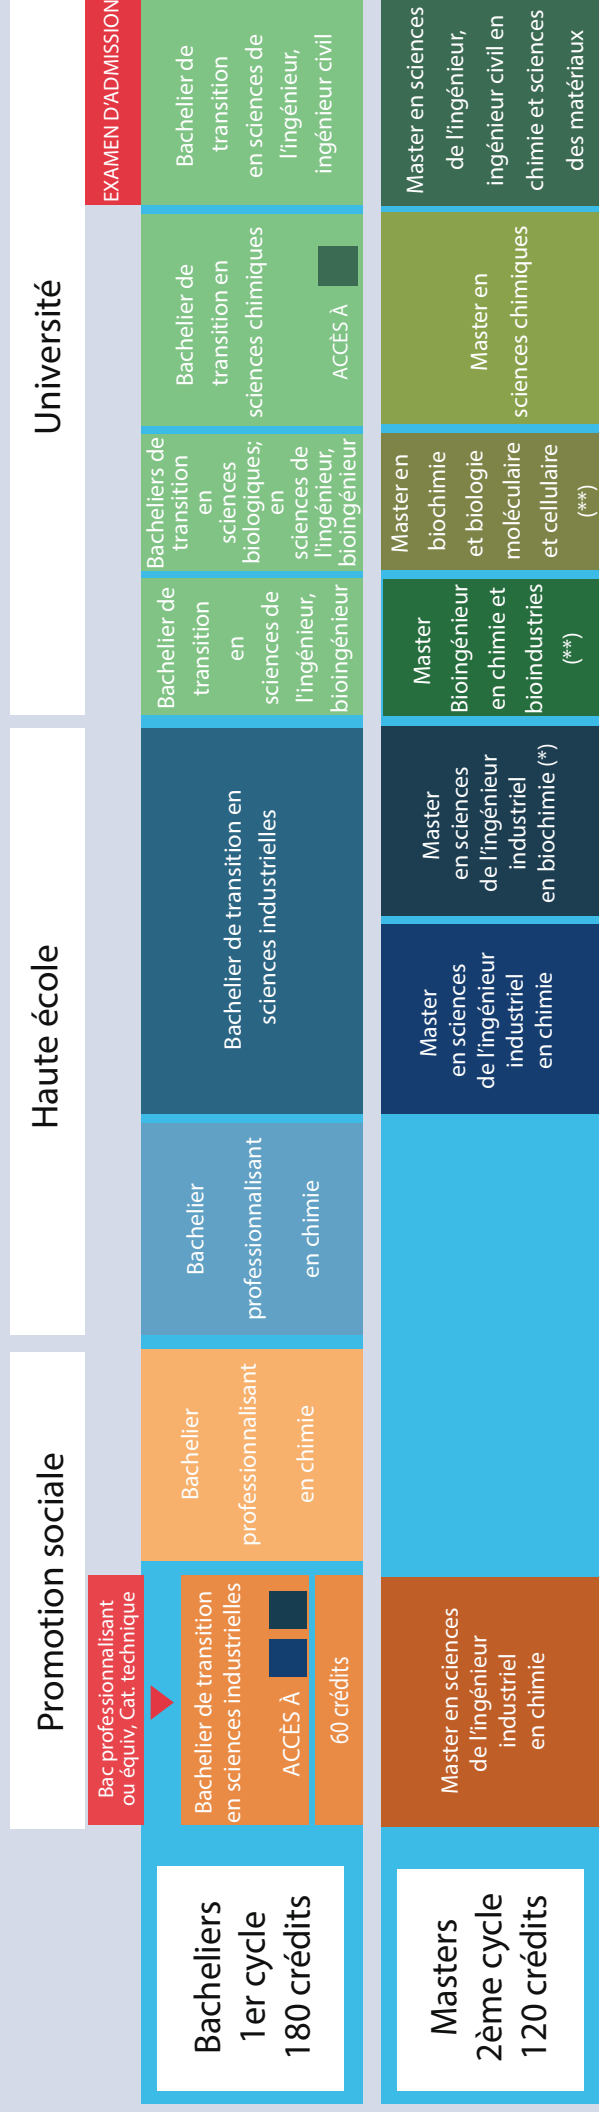 Promotion sociale
Haute école
Université
Bac professionnalisant
ou équiv, Cat. technique
EXAMEN D'ADMISSION
Bacheliers
1er cycle
180 crédits
Bachelier de transition
en sciences industrielles
ACCÈS À
60 crédits
Bachelier
professionnalisant
en chimie
Bachelier
professionnalisant
en chimie
Bachelier de transition en
sciences industrielles
Bachelier de
transition
en
sciences de
l'ingénieur,
bioingénieur
Bacheliers de
transition
en
sciences
biologiques;
en
sciences de
l'ingénieur,
bioingénieur
Bachelier de
transition en
sciences chimiques
ACCÈS À
Bachelier de
transition
en sciences de
l'ingénieur,
ingénieur civil
Masters
2ème cycle
120 crédits
Master en sciences
de l'ingénieur
industriel
en chimie
Master
en sciences
de l'ingénieur
industriel
en chimie
Master
en sciences
de l'ingénieur
industriel
en biochimie (*)
Master
Bioingénieur
en chimie et
bioindustries
(**)
Master en
biochimie
et biologie
moléculaire
et cellulaire
(**)
Master en
sciences chimiques
Master en sciences
de l'ingénieur,
ingénieur civil en
chimie et sciences
des matériaux